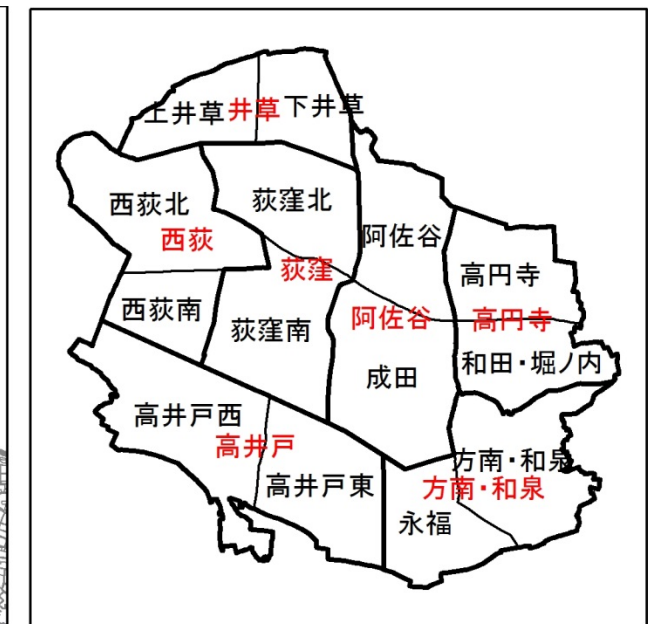 上井草
井草
下井草
西荻北
荻窪北
阿佐谷
西荻
荻窪
高円寺
西荻南
荻窪南
阿佐谷
高円寺
成田
和田・堀ノ内
高井戸西
高井戸
高井戸東
方南・和泉
方南・和泉
永福